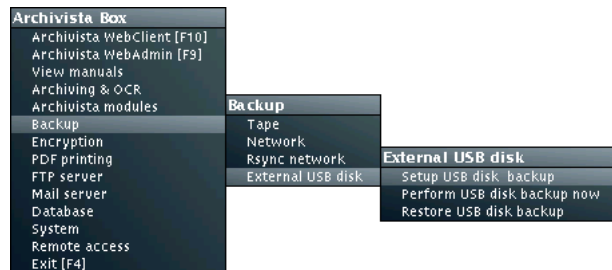 Archivista Box
Archivista WebClient [F10]
Archivista WebAdmin [F9]
View manuals
Archiving & OCR
Archivista modules
Backup
Encryption
PDF printing
FTP server
Mail server
Database
System
Remote access
Exit [F4]
Backup
Tape
Network
Rsync network
External USB disk
External USB disk
Setup USB disk backup
Perform USB disk backup now
Restore USB disk backup